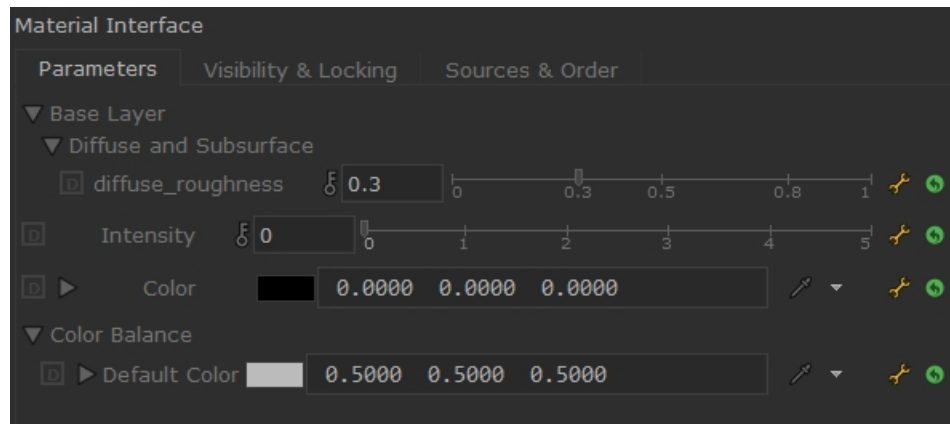 Material Interface
Parameters Visibility & Locking Sources & Order
Base Layer
Diffuse and Subsurface
D diffuse_roughness 0.3 0 0.3 0.5 0.8 1
D Intensity 0 0 1 2 3 4 5
D Color 0.0000 0.0000 0.0000
Color Balance
D Default Color 0.5000 0.5000 0.5000